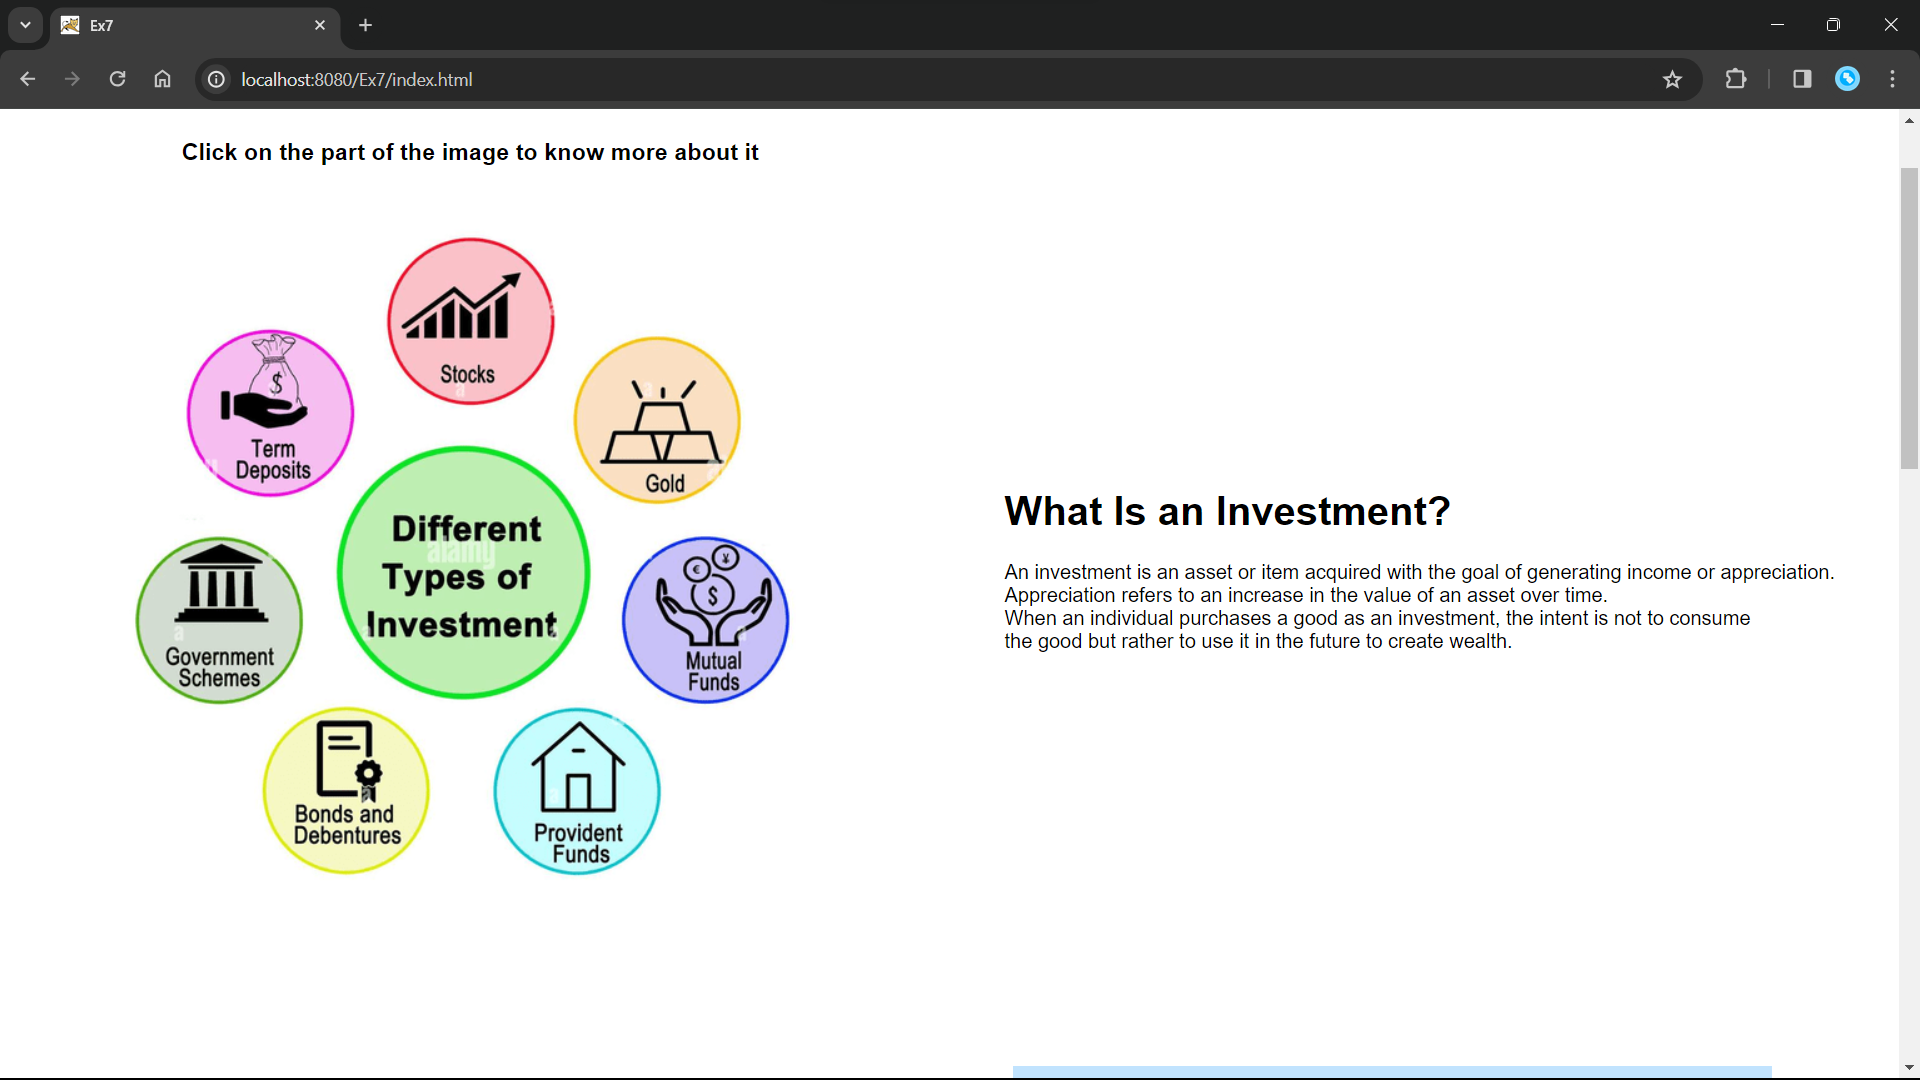 Ex7
localhost:8080/Ex7/index.html
Click on the part of the image to know more about it
Stocks
Term
Deposits
$
Gold
Different
Types of
Investment
alamy
Government
Schemes
€
¥
$
Mutual
Funds
Bonds and
Debentures
Provident
Funds
a
a
a
a
a
a
a
What Is an Investment?
An investment is an asset or item acquired with the goal of generating income or appreciation.
Appreciation refers to an increase in the value of an asset over time.
When an individual purchases a good as an investment, the intent is not to consume
the good but rather to use it in the future to create wealth.